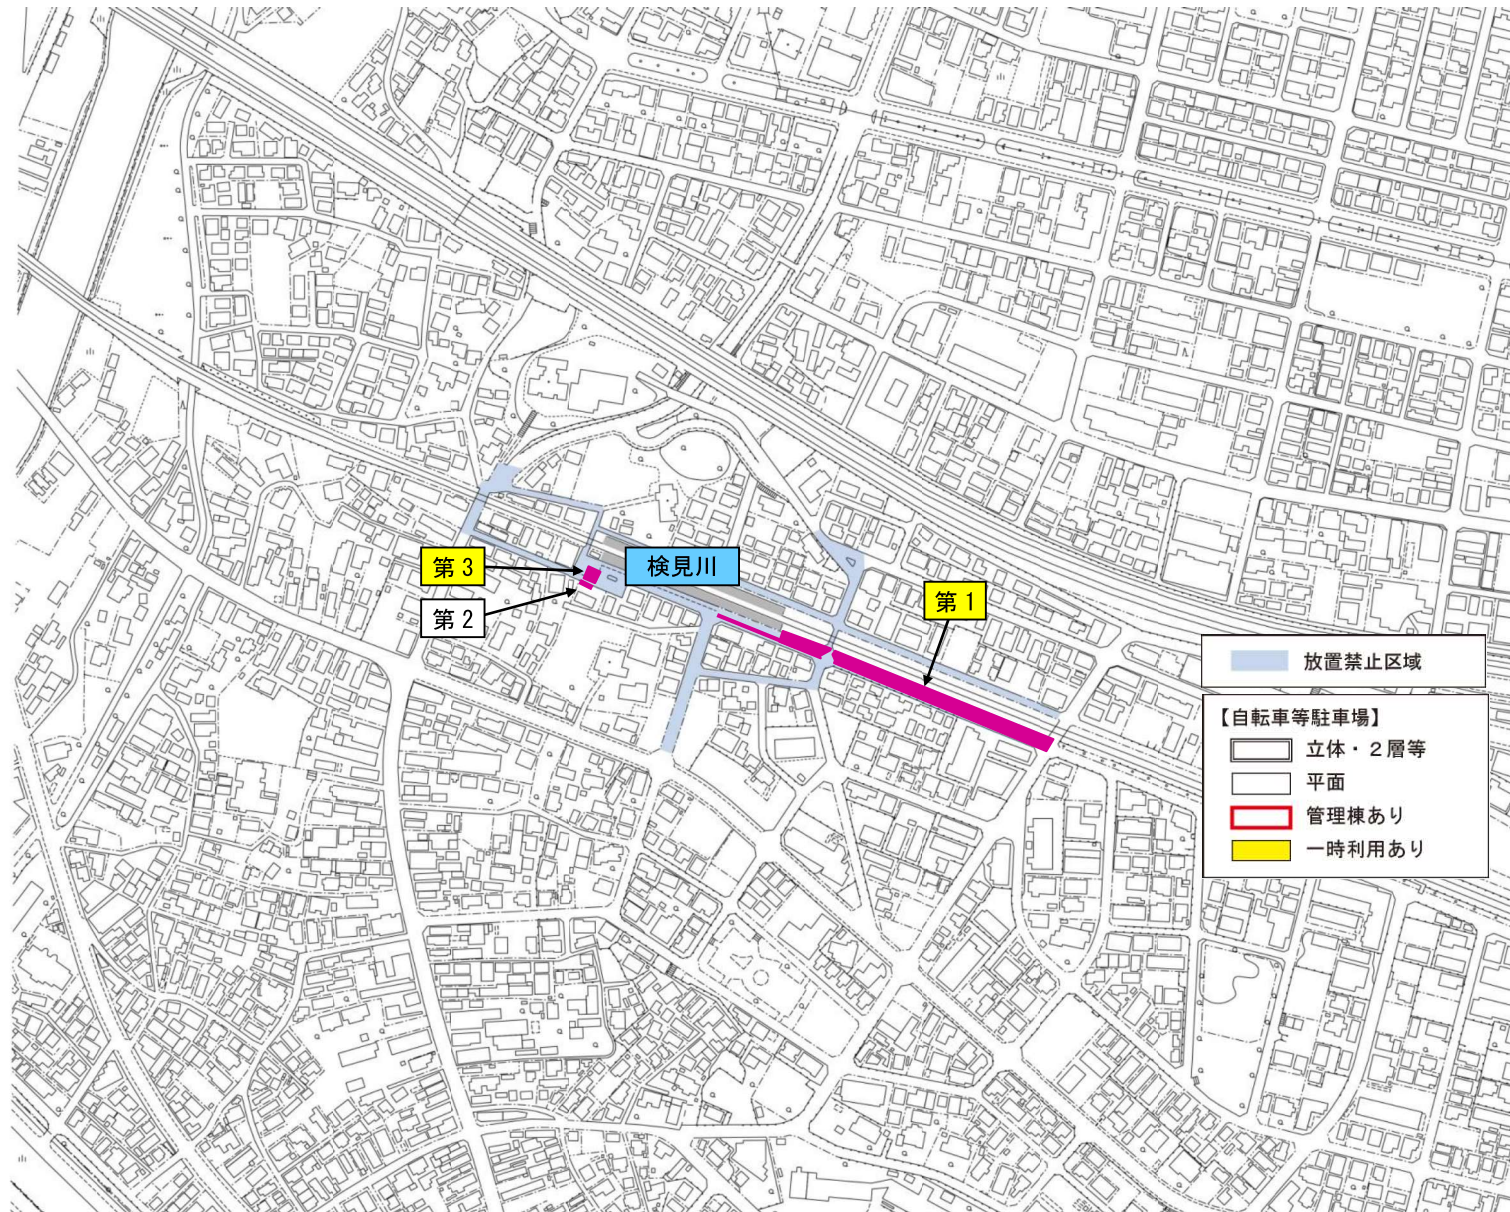 第3
検見川
第2
第1
放置禁止区域
【自転車等駐車場】
立体・2層等
平面
管理棟あり
一時利用あり